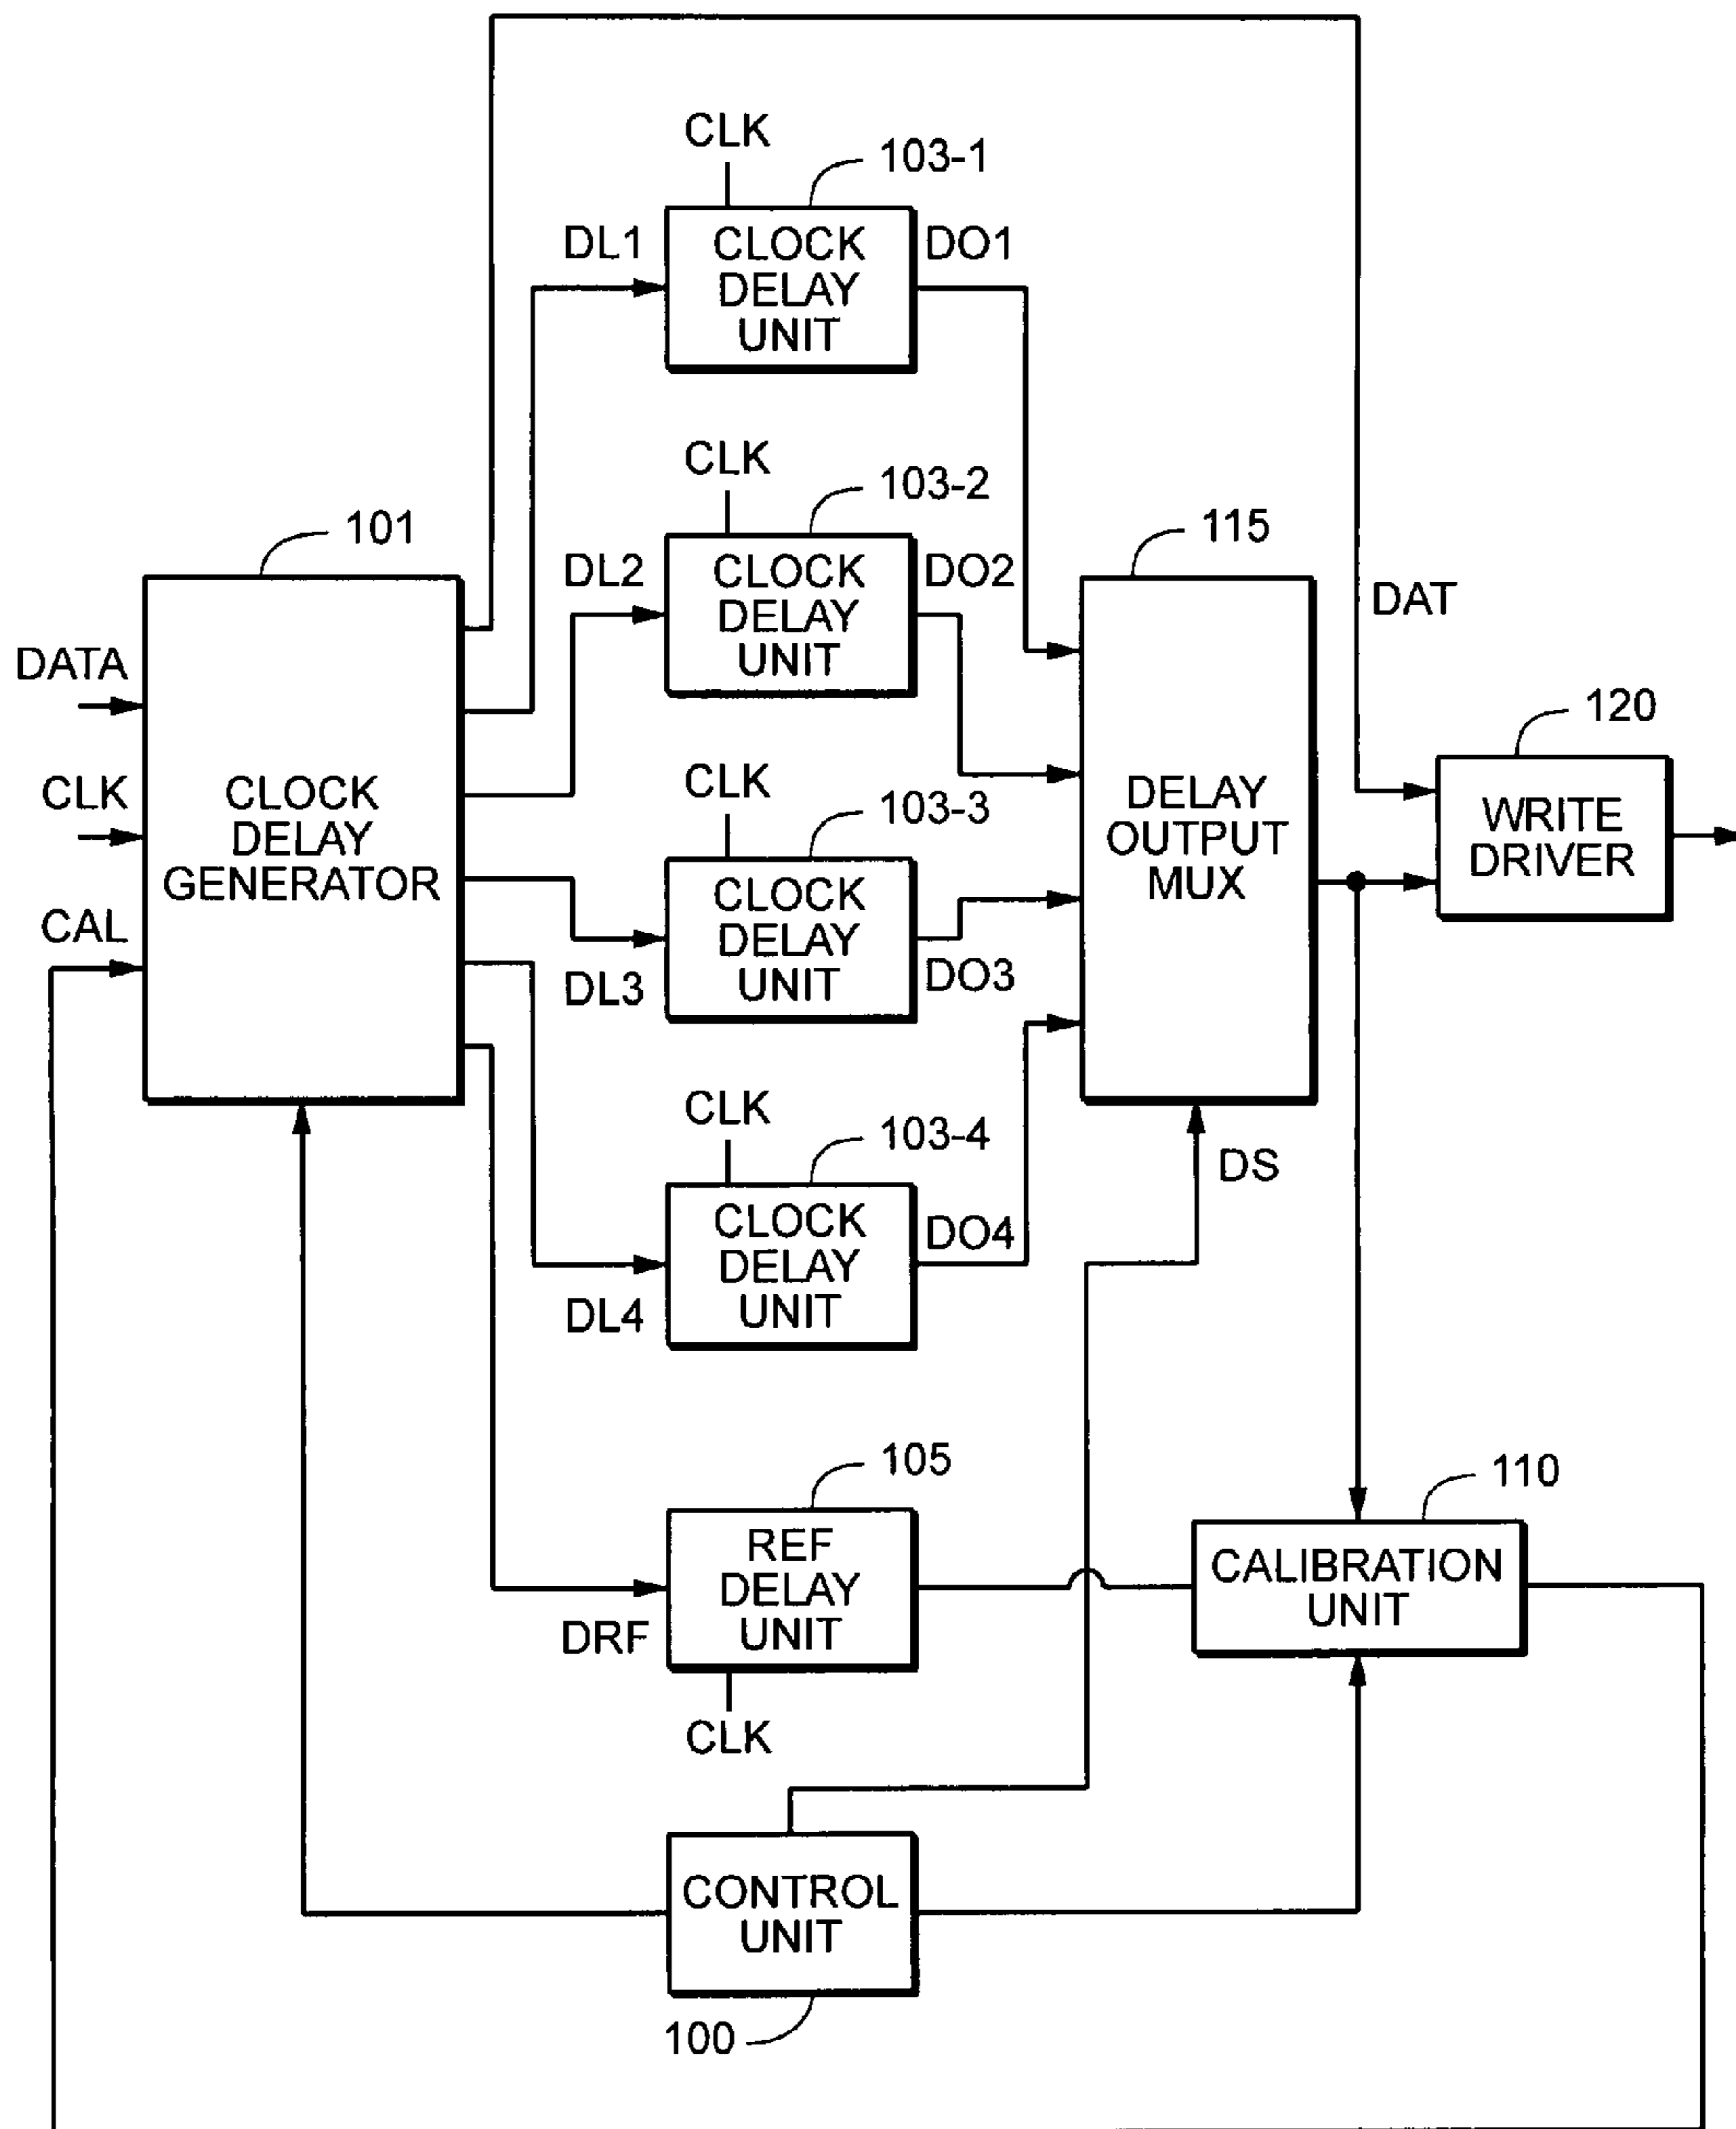 CLK
103-1
DL1
CLOCK
DELAY
UNIT
DO1
CLK
103-2
DL2
CLOCK
DELAY
UNIT
DO2
101
115
DAT
DATA
CLK
CAL
CLOCK
DELAY
GENERATOR
CLK
103-3
CLOCK
DELAY
UNIT
DL3
DO3
DELAY
OUTPUT
MUX
120
WRITE
DRIVER
CLK
103-4
CLOCK
DELAY
UNIT
DL4
DO4
DS
105
REF
DELAY
UNIT
DRF
CLK
110
CALIBRATION
UNIT
CONTROL
UNIT
100